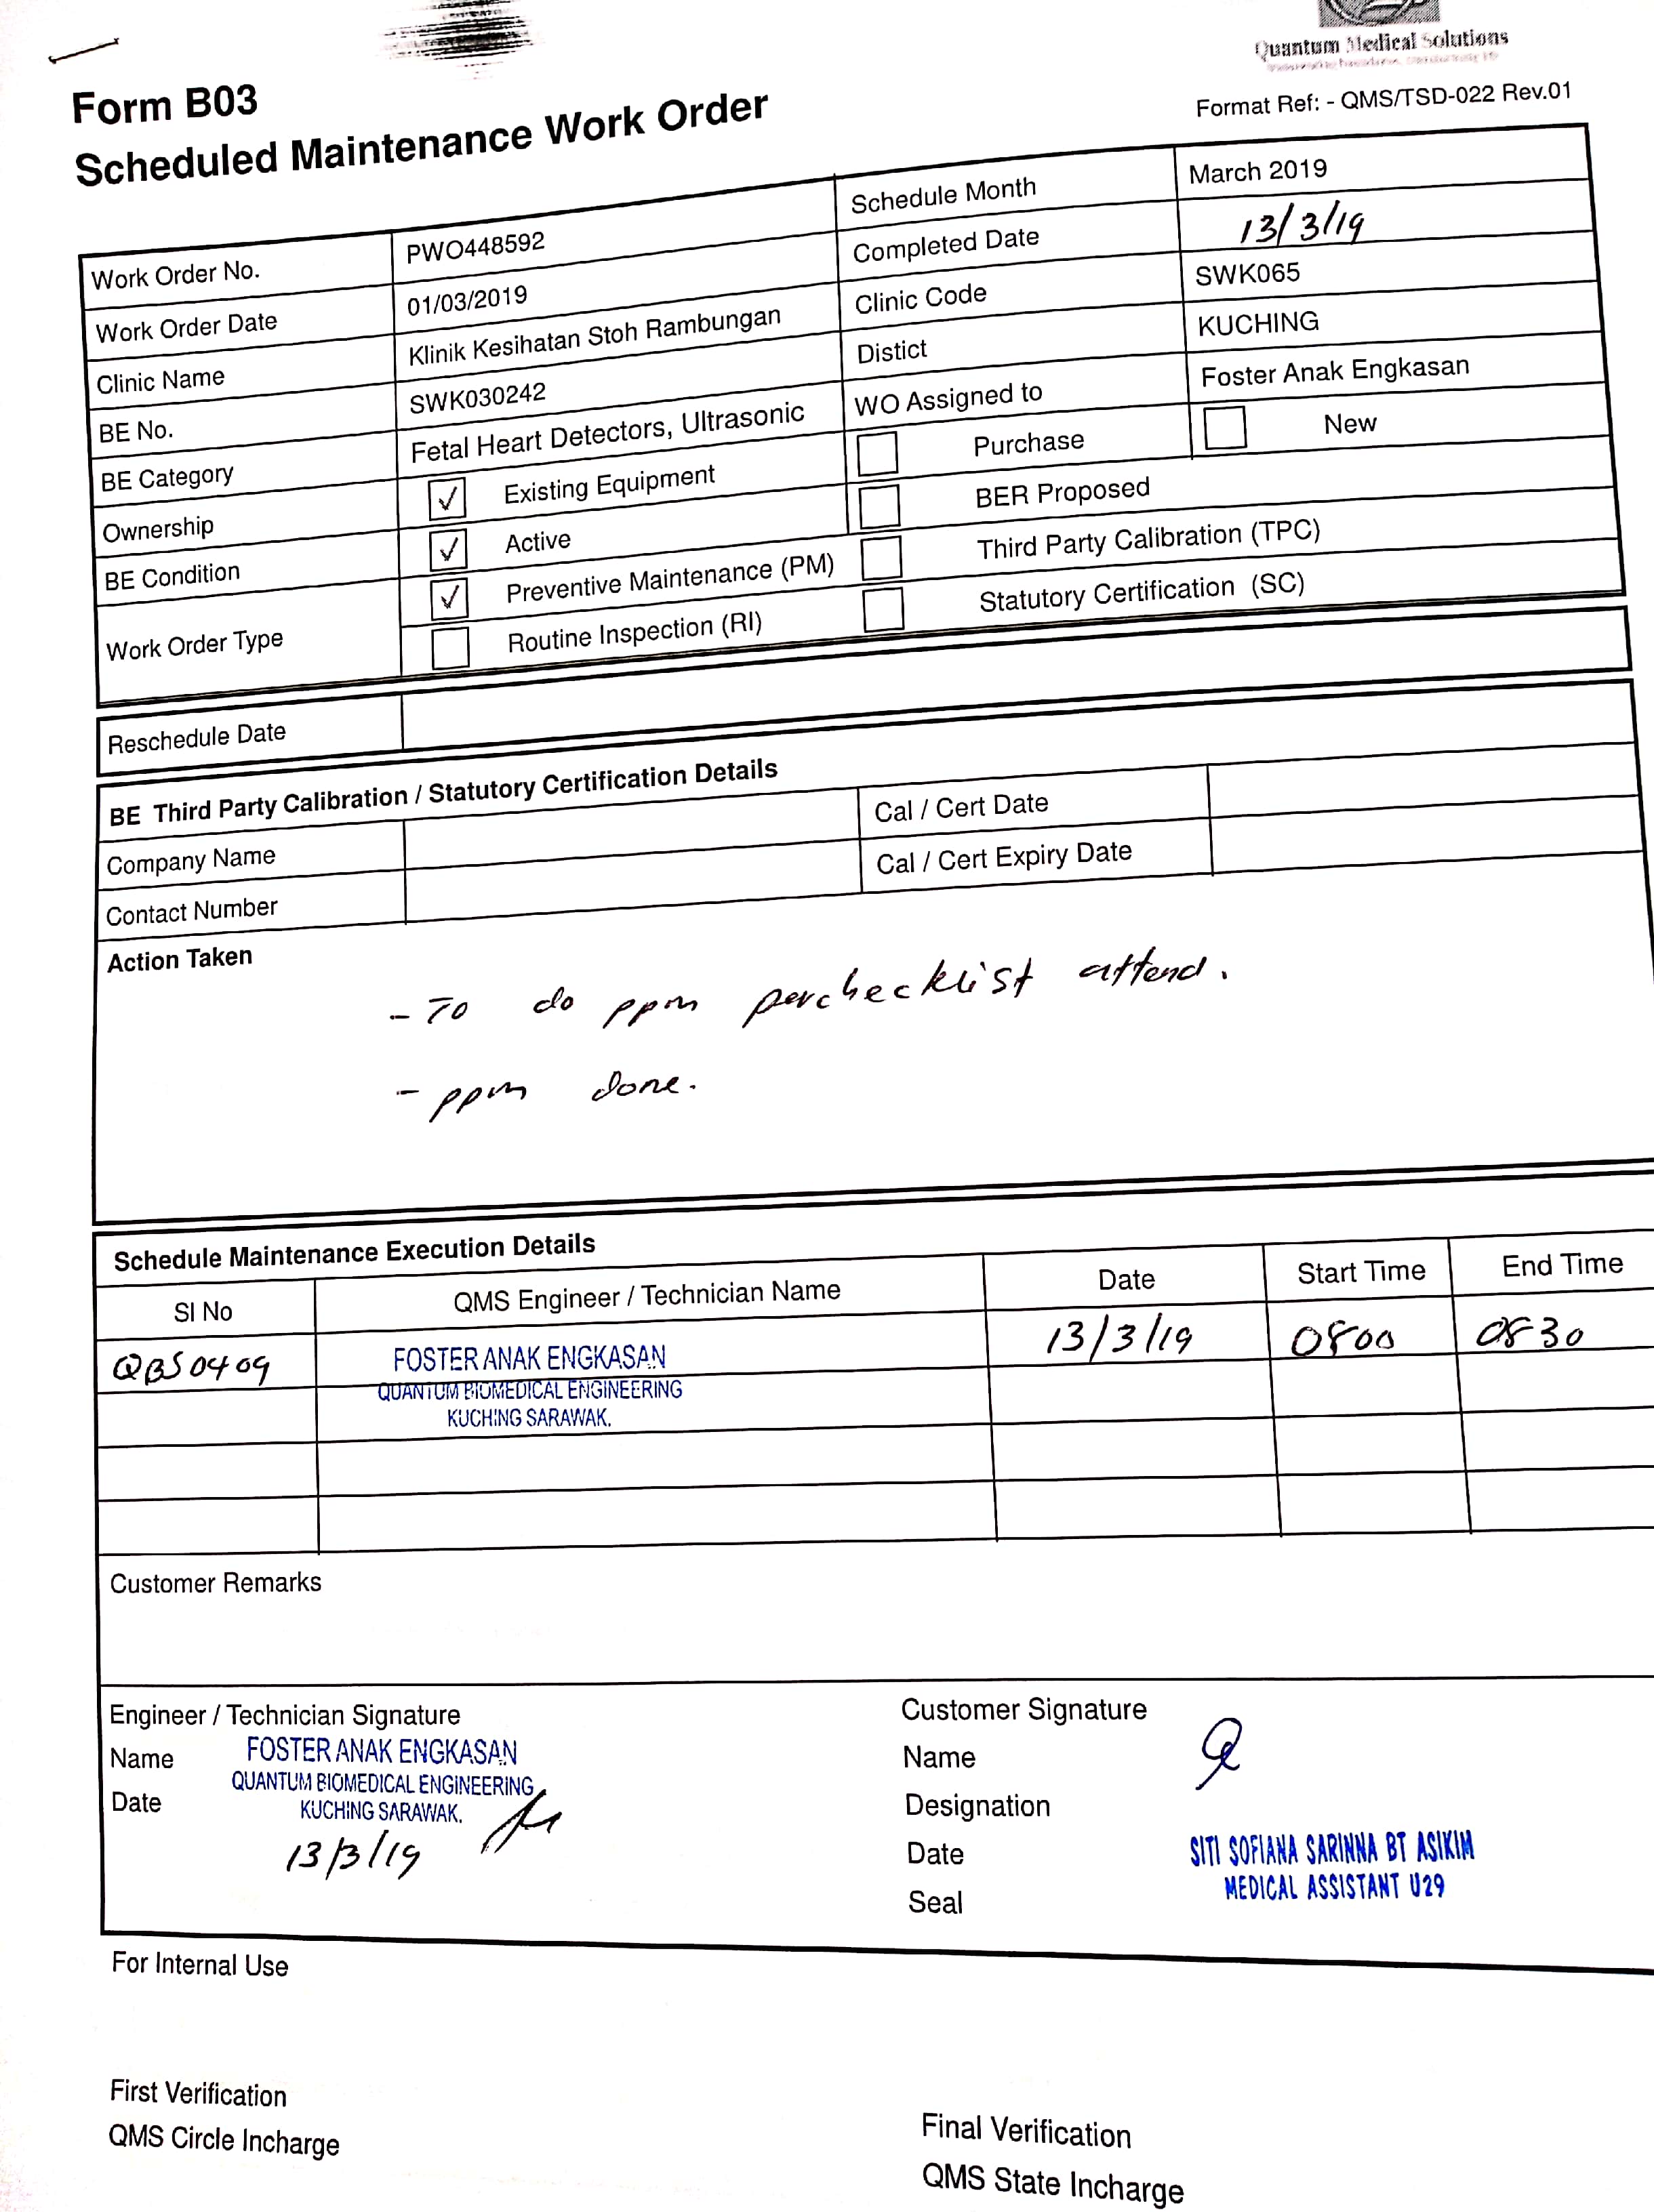 Quantum Medical Solutions
Form B03
Format Ref: - QMS/TSD-022 Rev.01
Scheduled Maintenance Work Order
Work Order No. PWO448592 Schedule Month March 2019
Work Order Date 01/03/2019 Completed Date 13/3/19
Clinic Name Klinik Kesihatan Stoh Rambungan Clinic Code SWK065
BE No. SWK030242 Distict KUCHING
BE Category Fetal Heart Detectors, Ultrasonic WO Assigned to Foster Anak Engkasan
Ownership ✓ Existing Equipment Purchase New
BE Condition ✓ Active BER Proposed
Work Order Type ✓ Preventive Maintenance (PM) Third Party Calibration (TPC)
Routine Inspection (RI) Statutory Certification (SC)
Reschedule Date
BE Third Party Calibration / Statutory Certification Details
Company Name Cal / Cert Date
Contact Number Cal / Cert Expiry Date
Action Taken
- To do ppm perchecklist attend.
- ppm done.
Schedule Maintenance Execution Details
SI No QMS Engineer / Technician Name Date Start Time End Time
QBS0409 FOSTER ANAK ENGKASAN 13/3/19 0800 0830
QUANTUM BIOMEDICAL ENGINEERING
KUCHING SARAWAK.
Customer Remarks
Engineer / Technician Signature
Name FOSTER ANAK ENGKASAN
QUANTUM BIOMEDICAL ENGINEERING
Date KUCHING SARAWAK.
13/3/19
Customer Signature
Name
Designation
Date
SITI SOFIANA SARINNA BT ASIKIM
MEDICAL ASSISTANT U29
Seal
For Internal Use
First Verification
QMS Circle Incharge
Final Verification
QMS State Incharge